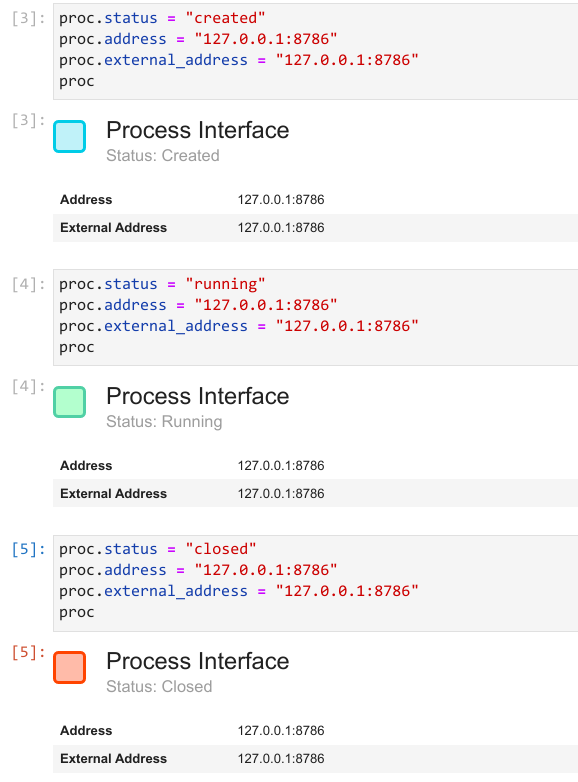 [3]: proc.status = "created"
proc.address = "127.0.0.1:8786"
proc.external_address = "127.0.0.1:8786"
proc
[3]: Process Interface
Status: Created
Address 127.0.0.1:8786
External Address 127.0.0.1:8786
[4]: proc.status = "running"
proc.address = "127.0.0.1:8786"
proc.external_address = "127.0.0.1:8786"
proc
[4]: Process Interface
Status: Running
Address 127.0.0.1:8786
External Address 127.0.0.1:8786
[5]: proc.status = "closed"
proc.address = "127.0.0.1:8786"
proc.external_address = "127.0.0.1:8786"
proc
[5]: Process Interface
Status: Closed
Address 127.0.0.1:8786
External Address 127.0.0.1:8786